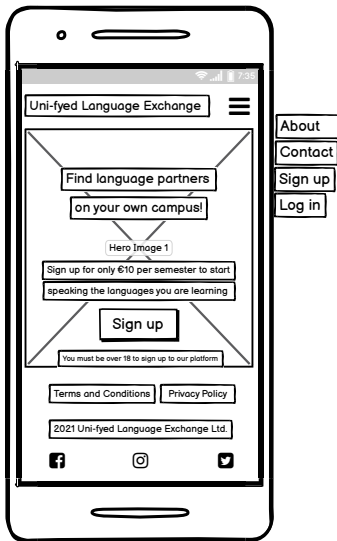 7:35
Uni-fyed Language Exchange
About
Contact
Sign up
Log in
Find language partners
on your own campus!
Hero Image 1
Sign up for only €10 per semester to start
speaking the languages you are learning
Sign up
You must be over 18 to sign up to our platform
Terms and Conditions
Privacy Policy
2021 Uni-fyed Language Exchange Ltd.